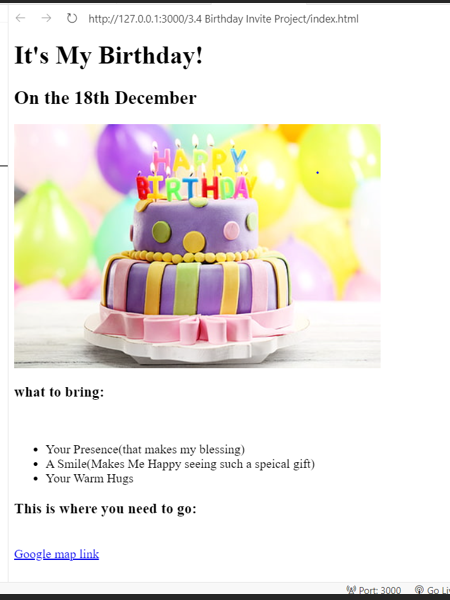 http://127.0.0.1:3000/3.4 Birthday Invite Project/index.html
It's My Birthday!
On the 18th December
HAPPY
BIRTHDAY
what to bring:
Your Presence(that makes my blessing)
A Smile(Makes Me Happy seeing such a speical gift)
Your Warm Hugs
This is where you need to go:
Google map link
Port: 3000 Go Li